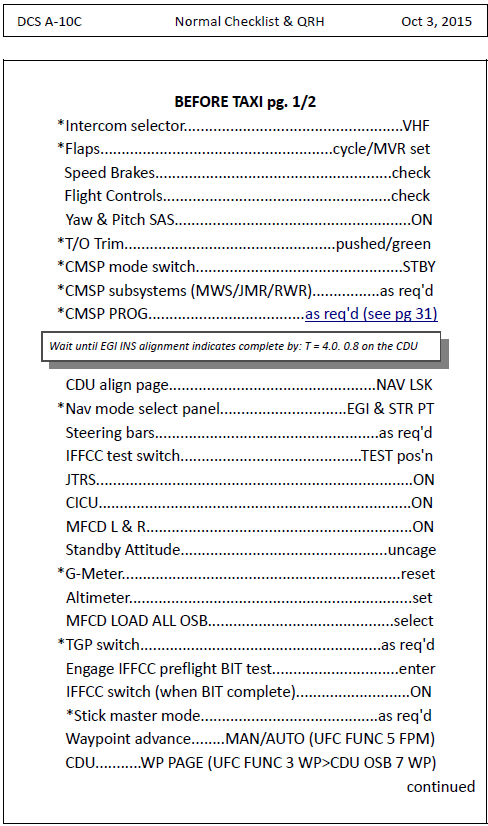 DCS A-10C Normal Checklist & QRH Oct 3, 2015
BEFORE TAXI pg. 1/2
*Intercom selector.....................................................VHF
*Flaps........................................................cycle/MVR set
Speed Brakes.........................................................check
Flight Controls.......................................................check
Yaw & Pitch SAS.........................................................ON
*T/O Trim...................................................pushed/green
*CMSP mode switch..................................................STBY
*CMSP subsystems (MWS/JMR/RWR)................as req'd
*CMSP PROG......................................as req'd (see pg 31)
Wait until EGI INS alignment indicates complete by: T = 4.0. 0.8 on the CDU
CDU align page..................................................NAV LSK
*Nav mode select panel..............................EGI & STR PT
Steering bars.....................................................as req'd
IFFCC test switch............................................TEST pos'n
JTRS...................................................................................ON
CICU...........................................................................ON
MFCD L & R................................................................ON
Standby Attitude..................................................uncage
*G-Meter...................................................................reset
Altimeter...................................................................set
MFCD LOAD ALL OSB.............................................select
*TGP switch..........................................................as req'd
Engage IFFCC preflight BIT test...............................enter
IFFCC switch (when BIT complete)...........................ON
*Stick master mode...........................................as req'd
Waypoint advance........MAN/AUTO (UFC FUNC 5 FPM)
CDU...........WP PAGE (UFC FUNC 3 WP>CDU OSB 7 WP)
continued